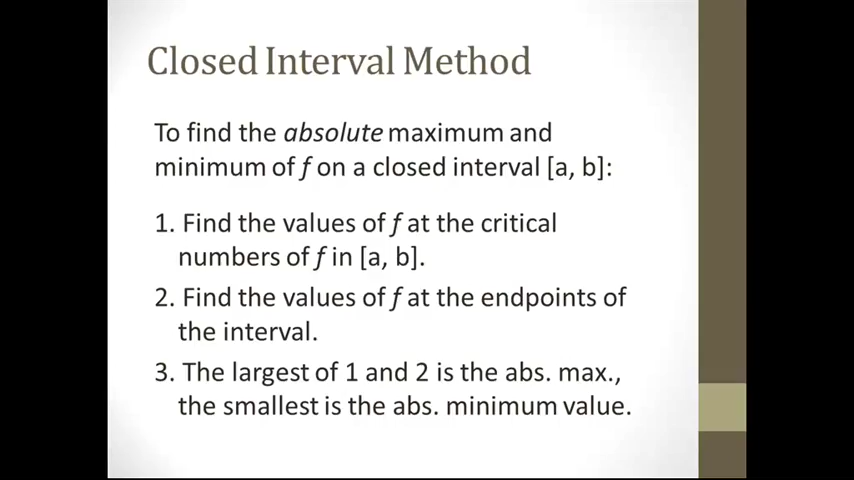 Closed Interval Method
To find the absolute maximum and
minimum of f on a closed interval [a, b]:
1. Find the values of f at the critical
numbers of f in [a, b].
2. Find the values of f at the endpoints of
the interval.
3. The largest of 1 and 2 is the abs. max.,
the smallest is the abs. minimum value.